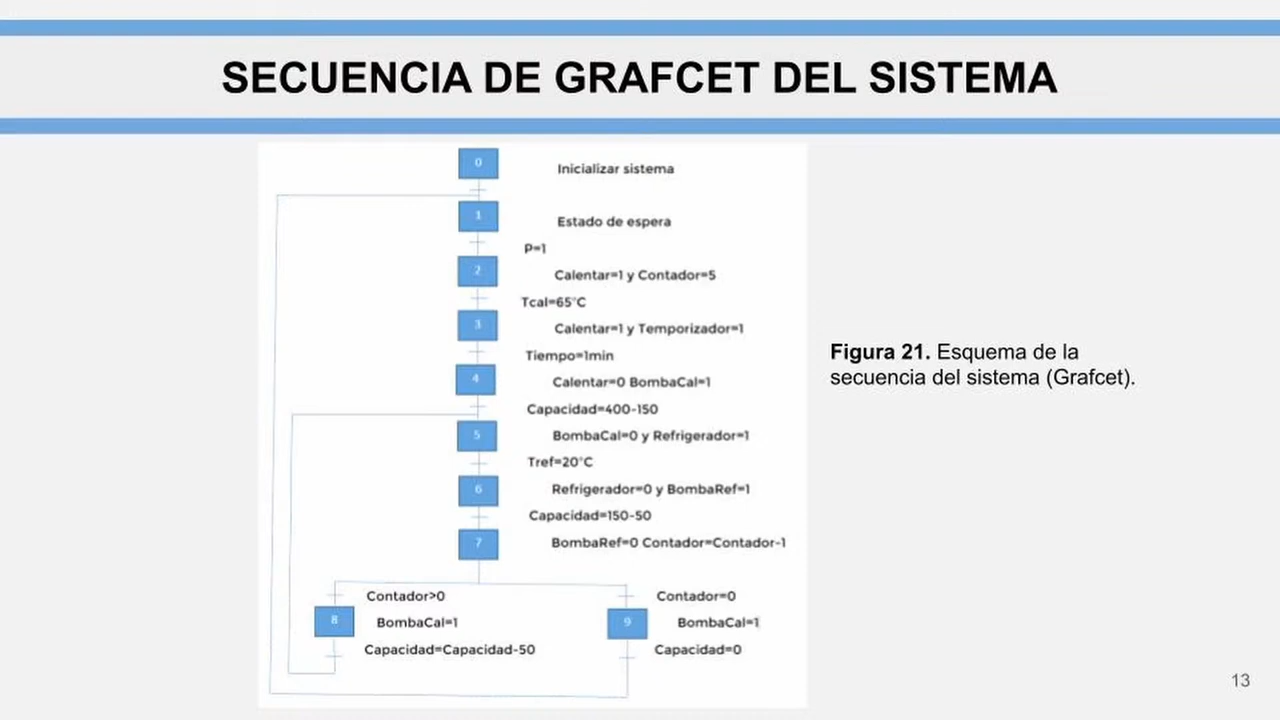 SECUENCIA DE GRAFCET DEL SISTEMA
0
Inicializar sistema
1
Estado de espera
P=1
2
Calentar=1 y Contador=5
Tcal=65°C
3
Calentar=1 y Temporizador=1
Tiempo=1min
4
Calentar=0 BombaCal=1
Capacidad=400-150
5
BombaCal=0 y Refrigerador=1
Tref=20°C
6
Refrigerador=0 y BombaRef=1
Capacidad=150-50
7
BombaRef=0 Contador=Contador-1
Contador>0
8
BombaCal=1
Capacidad=Capacidad-50
Contador=0
9
BombaCal=1
Capacidad=0
Figura 21. Esquema de la
secuencia del sistema (Grafcet).
13